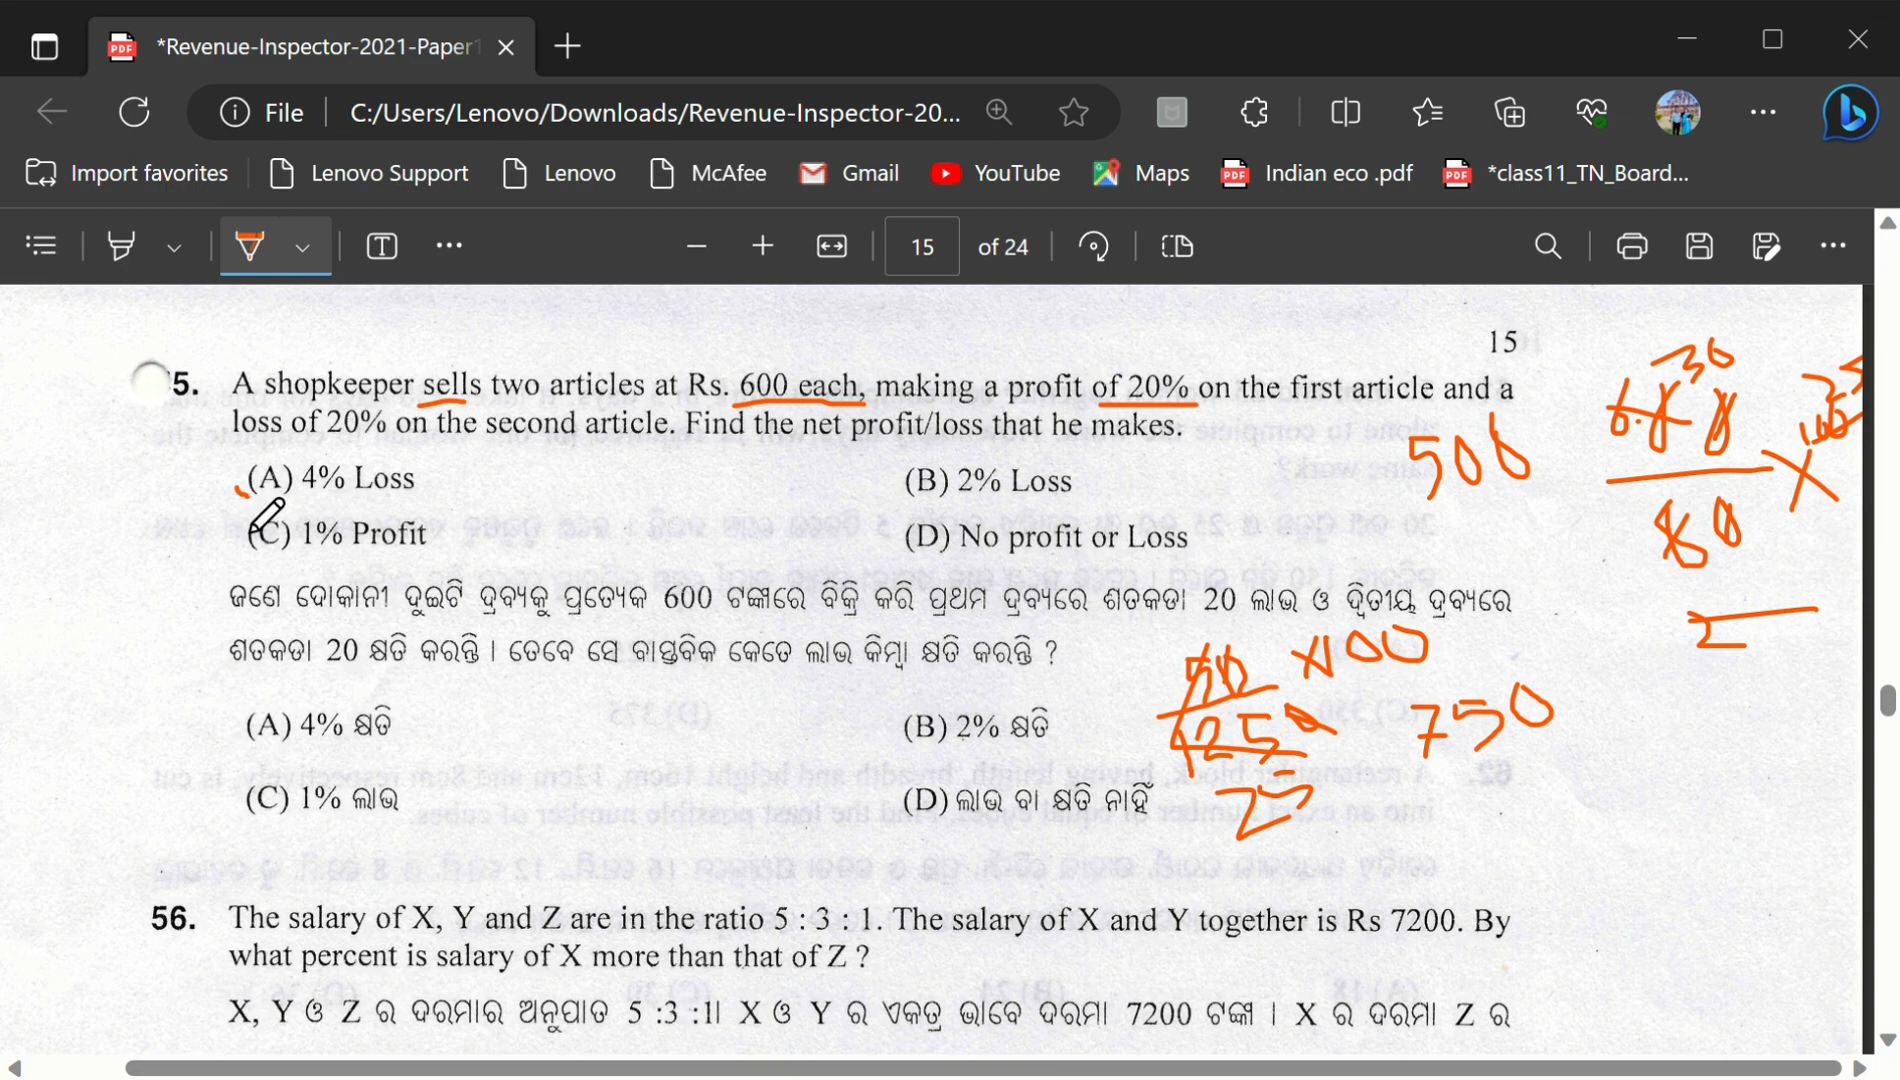 *Revenue-Inspector-2021-Paper1
File C:/Users/Lenovo/Downloads/Revenue-Inspector-20...
Import favorites Lenovo Support Lenovo McAfee Gmail YouTube Maps Indian eco .pdf *class11_TN_Board...
15 of 24
15
5. A shopkeeper sells two articles at Rs. 600 each, making a profit of 20% on the first article and a
loss of 20% on the second article. Find the net profit/loss that he makes.
500
(A) 4% Loss (B) 2% Loss
(C) 1% Profit (D) No profit or Loss
80
ଜଣେ ଦୋକାନୀ ଦୁଇଟି ଦ୍ରବ୍ୟକୁ ପ୍ରତ୍ୟେକ 600 ଟଙ୍କାରେ ବିକ୍ରି କରି ପ୍ରଥମ ଦ୍ରବ୍ୟରେ ଶତକଡା 20 ଲାଭ ଓ ଦ୍ୱିତୀୟ ଦ୍ରବ୍ୟରେ
ଶତକଡା 20 କ୍ଷତି କରନ୍ତି । ତେବେ ସେ ବାସ୍ତବିକ କେତେ ଲାଭ କିମ୍ବା କ୍ଷତି କରନ୍ତି ?
50 ×100
(A) 4% କ୍ଷତି (B) 2% କ୍ଷତି
1250 750
(C) 1% ଲାଭ (D) ଲାଭ ବା କ୍ଷତି ନାହିଁ
25
56. The salary of X, Y and Z are in the ratio 5 : 3 : 1. The salary of X and Y together is Rs 7200. By
what percent is salary of X more than that of Z ?
X, Y ଓ Z ର ଦରମାର ଅନୁପାତ 5 :3 :1। X ଓ Y ର ଏକତ୍ର ଭାବେ ଦରମା 7200 ଟଙ୍କା । X ର ଦରମା Z ର